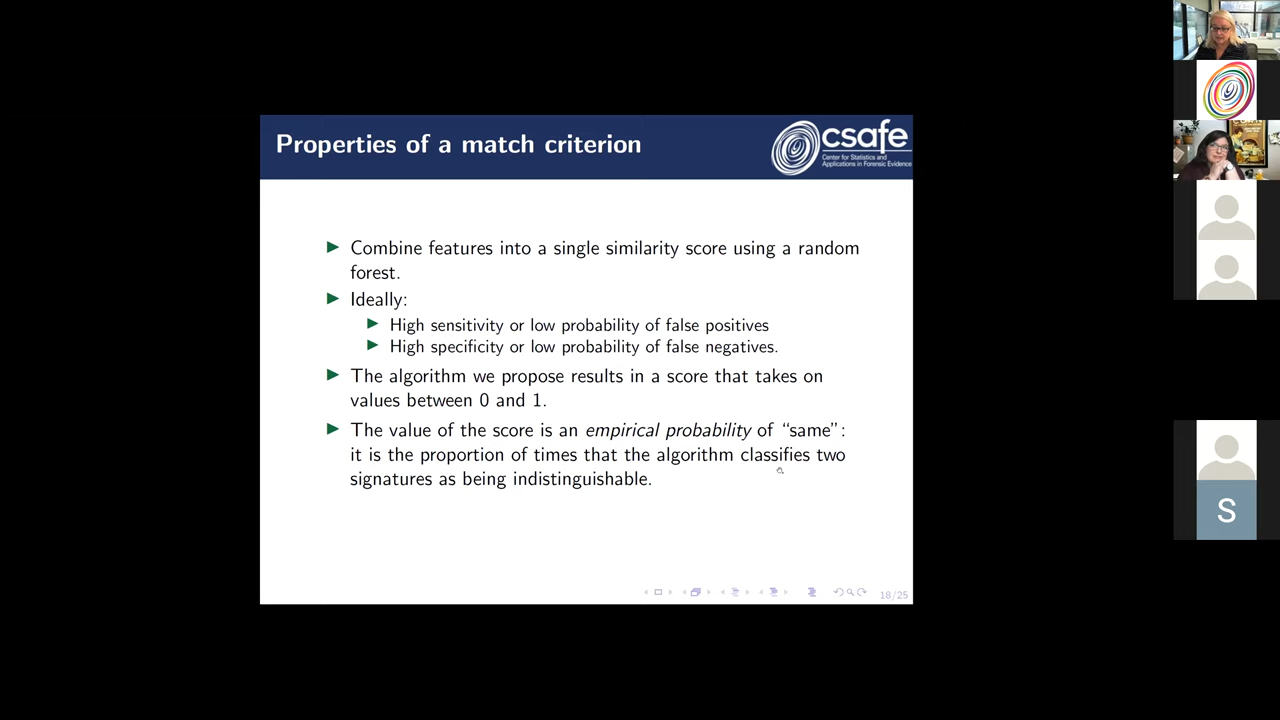 Properties of a match criterion
csafe
Center for Statistics and
Applications in Forensic Evidence
Combine features into a single similarity score using a random
forest.
Ideally:
High sensitivity or low probability of false positives
High specificity or low probability of false negatives.
The algorithm we propose results in a score that takes on
values between 0 and 1.
The value of the score is an empirical probability of “same”:
it is the proportion of times that the algorithm classifies two
signatures as being indistinguishable.
18/25
S